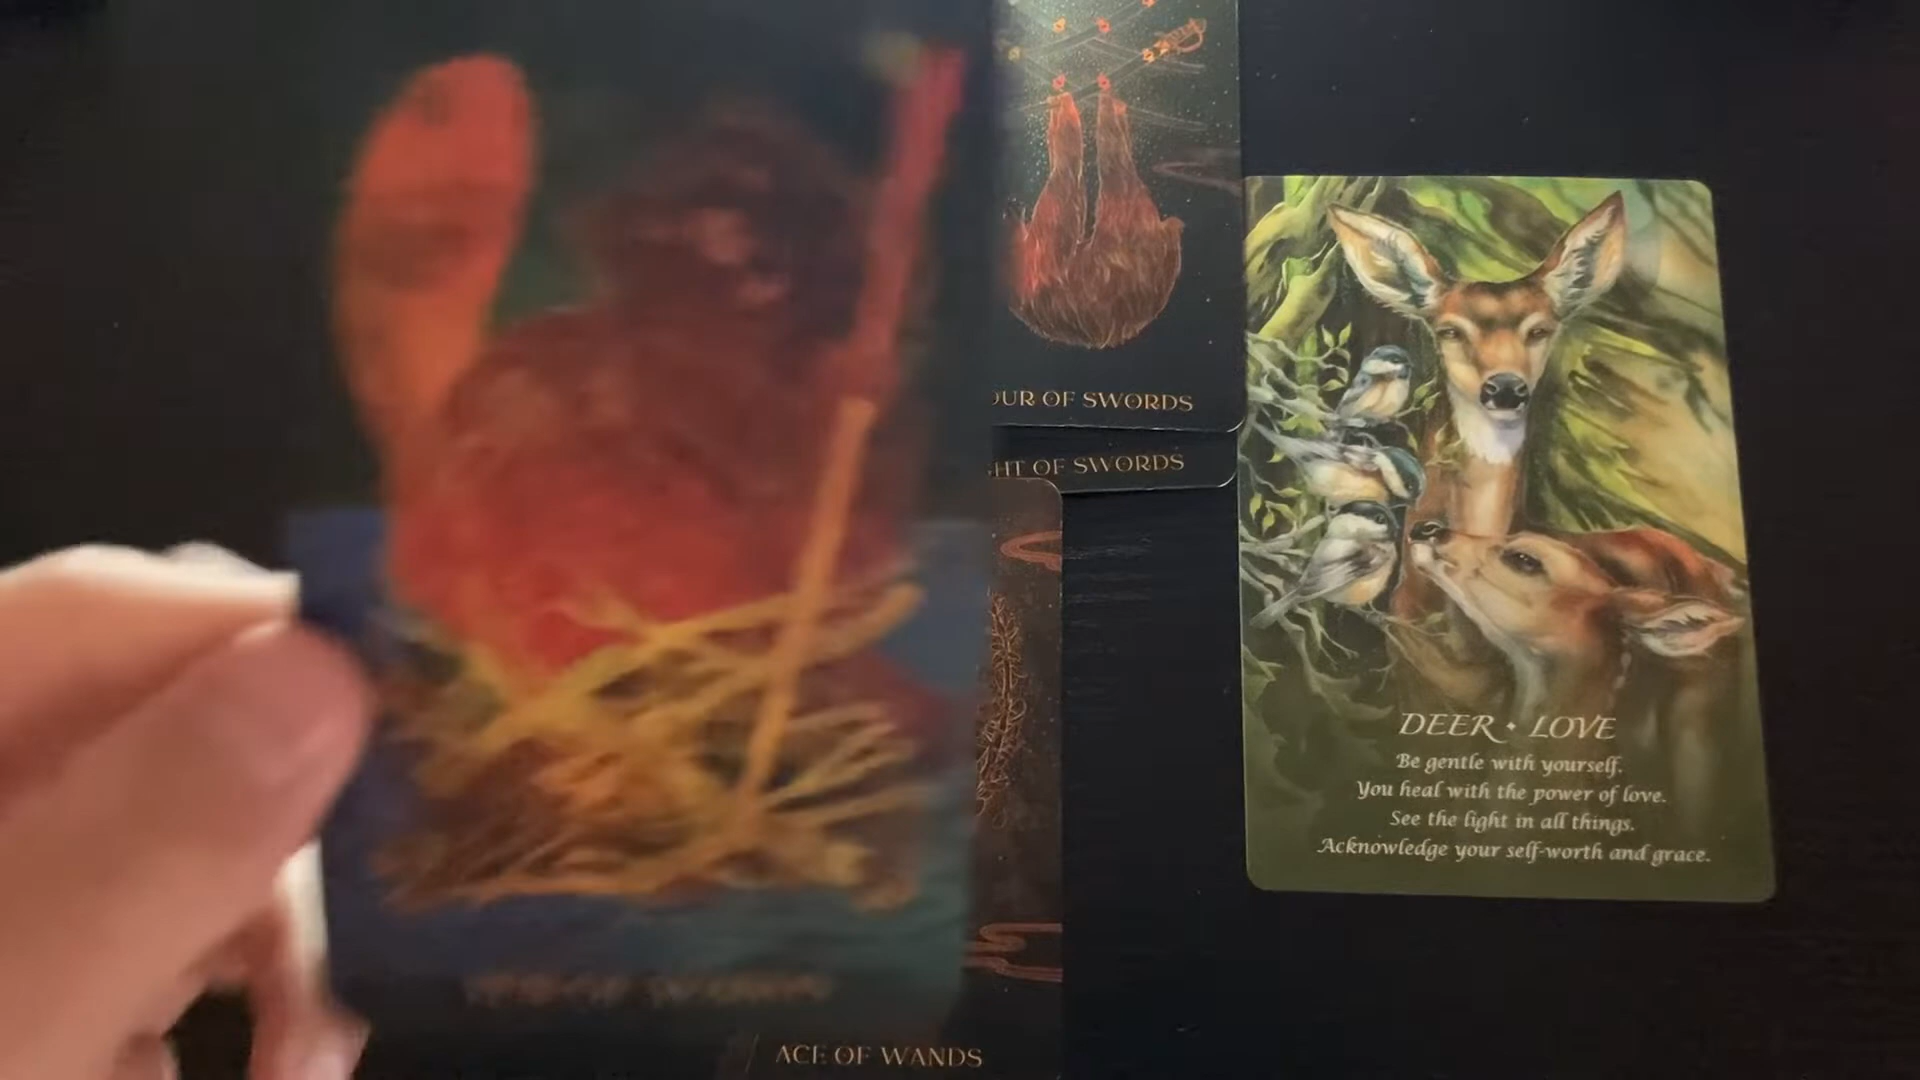 OUR OF SWORDS
HT OF SWORDS
ACE OF WANDS
DEER • LOVE
Be gentle with yourself.
You heal with the power of love.
See the light in all things.
Acknowledge your self-worth and grace.